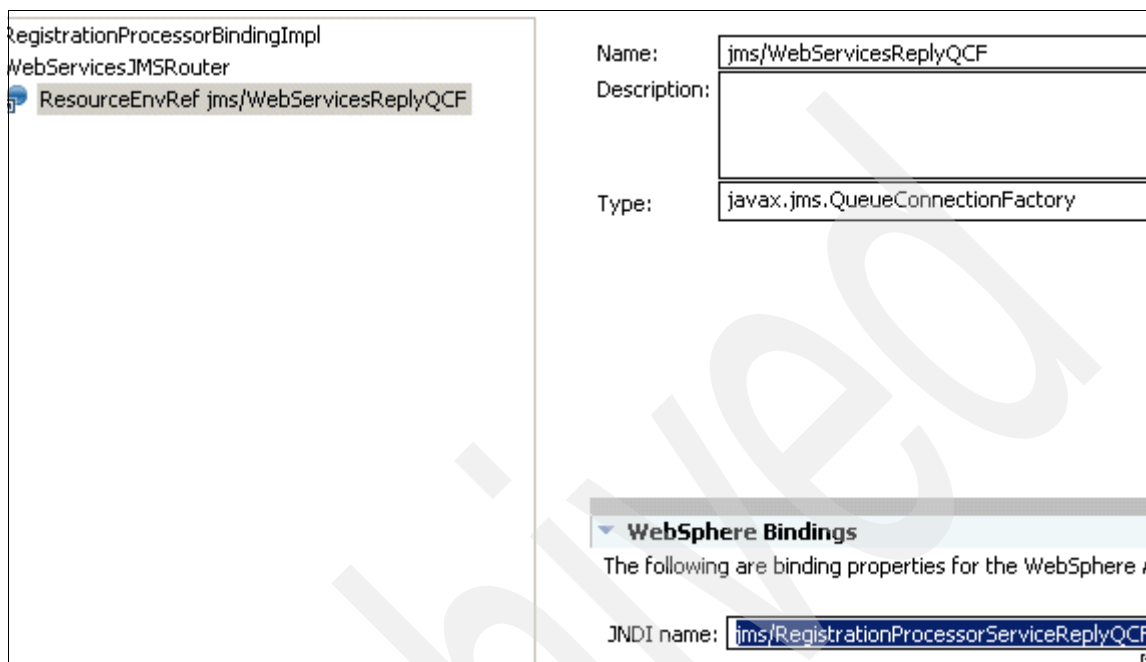 RegistrationProcessorBindingImpl
WebServicesJMSRouter
ResourceEnvRef jms/WebServicesReplyQCF
Name: jms/WebServicesReplyQCF
Description:
Type: javax.jms.QueueConnectionFactory
WebSphere Bindings
The following are binding properties for the WebSphere
JNDI name: jms/RegistrationProcessorServiceReplyQCF
hived